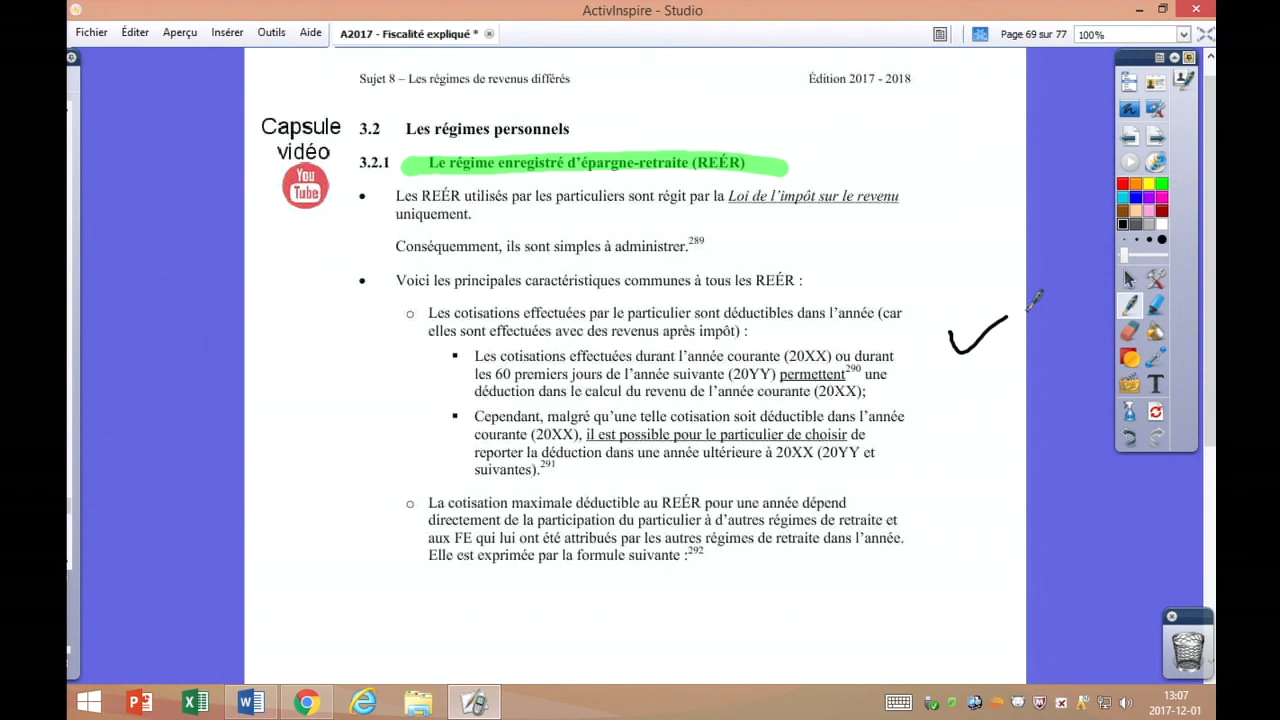 ActivInspire - Studio
Fichier Éditer Aperçu Insérer Outils Aide A2017 - Fiscalité expliqué * Page 69 sur 77 100%
Sujet 8 – Les régimes de revenus différés Édition 2017 - 2018
Capsule
vidéo
You
Tube
3.2 Les régimes personnels
3.2.1 Le régime enregistré d’épargne-retraite (REÉR)
• Les REÉR utilisés par les particuliers sont régit par la Loi de l’impôt sur le revenu
uniquement.
Conséquemment, ils sont simples à administrer.289
• Voici les principales caractéristiques communes à tous les REÉR :
o Les cotisations effectuées par le particulier sont déductibles dans l’année (car
elles sont effectuées avec des revenus après impôt) :
▪ Les cotisations effectuées durant l’année courante (20XX) ou durant
les 60 premiers jours de l’année suivante (20YY) permettent290 une
déduction dans le calcul du revenu de l’année courante (20XX);
▪ Cependant, malgré qu’une telle cotisation soit déductible dans l’année
courante (20XX), il est possible pour le particulier de choisir de
reporter la déduction dans une année ultérieure à 20XX (20YY et
suivantes).291
o La cotisation maximale déductible au REÉR pour une année dépend
directement de la participation du particulier à d’autres régimes de retraite et
aux FE qui lui ont été attribués par les autres régimes de retraite dans l’année.
Elle est exprimée par la formule suivante :292
13:07
2017-12-01